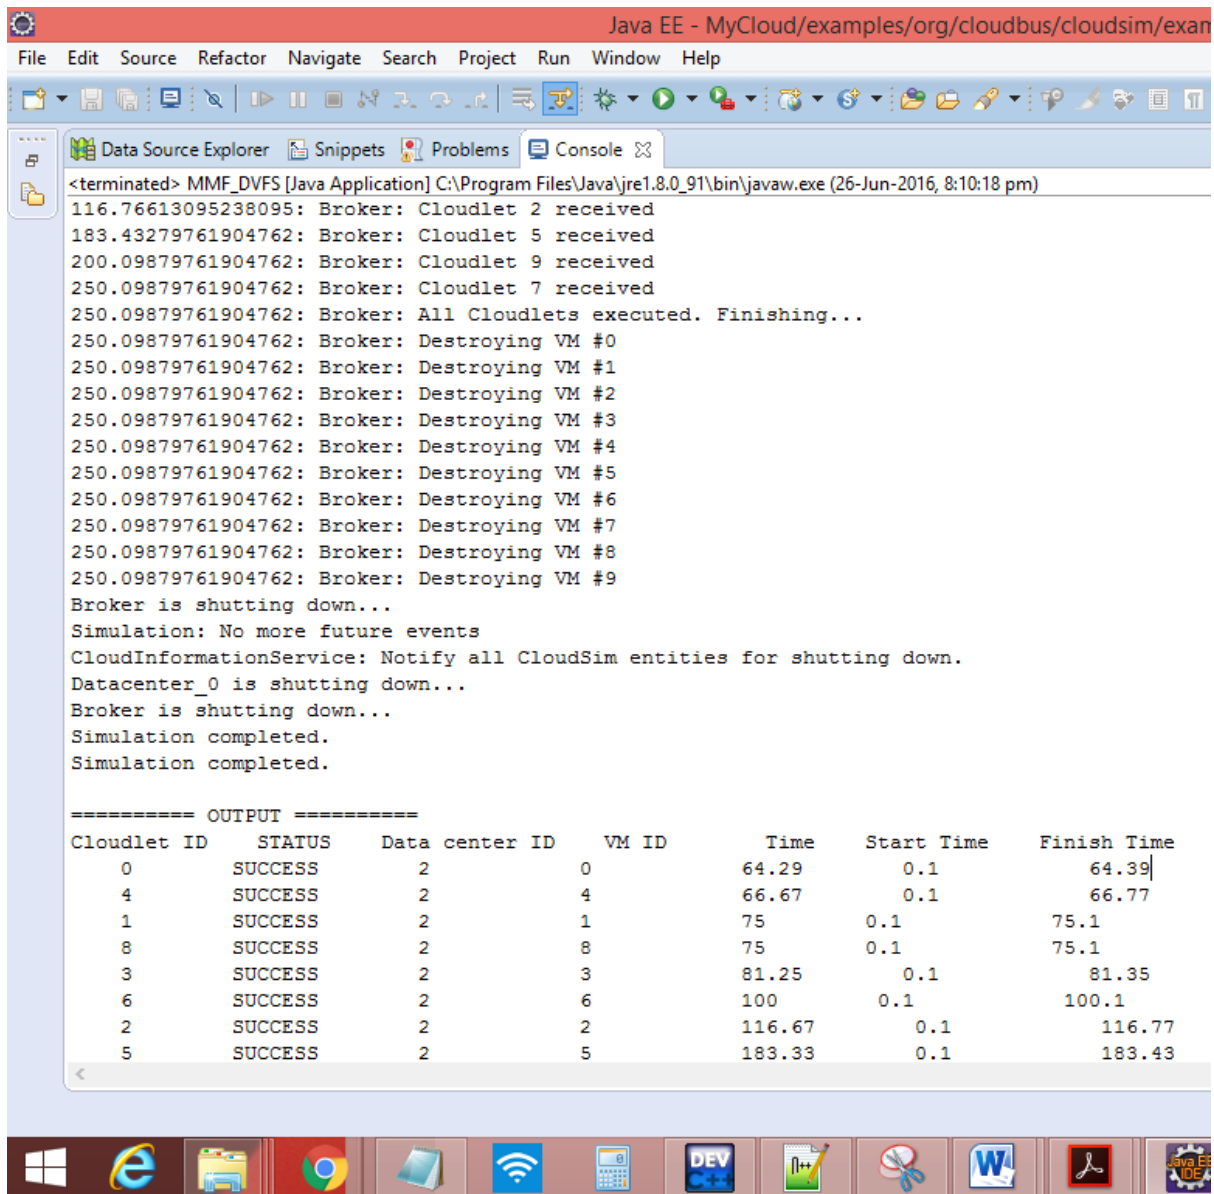 Java EE - MyCloud/examples/org/cloudbus/cloudsim/exam
File Edit Source Refactor Navigate Search Project Run Window Help
Data Source Explorer Snippets Problems Console
<terminated> MMF_DVFS [Java Application] C:\Program Files\Java\jre1.8.0_91\bin\javaw.exe (26-Jun-2016, 8:10:18 pm)
116.76613095238095: Broker: Cloudlet 2 received
183.43279761904762: Broker: Cloudlet 5 received
200.09879761904762: Broker: Cloudlet 9 received
250.09879761904762: Broker: Cloudlet 7 received
250.09879761904762: Broker: All Cloudlets executed. Finishing...
250.09879761904762: Broker: Destroying VM #0
250.09879761904762: Broker: Destroying VM #1
250.09879761904762: Broker: Destroying VM #2
250.09879761904762: Broker: Destroying VM #3
250.09879761904762: Broker: Destroying VM #4
250.09879761904762: Broker: Destroying VM #5
250.09879761904762: Broker: Destroying VM #6
250.09879761904762: Broker: Destroying VM #7
250.09879761904762: Broker: Destroying VM #8
250.09879761904762: Broker: Destroying VM #9
Broker is shutting down...
Simulation: No more future events
CloudInformationService: Notify all CloudSim entities for shutting down.
Datacenter_0 is shutting down...
Broker is shutting down...
Simulation completed.
Simulation completed.
========== OUTPUT ==========
Cloudlet ID STATUS Data center ID VM ID Time Start Time Finish Time
0 SUCCESS 2 0 64.29 0.1 64.39
4 SUCCESS 2 4 66.67 0.1 66.77
1 SUCCESS 2 1 75 0.1 75.1
8 SUCCESS 2 8 75 0.1 75.1
3 SUCCESS 2 3 81.25 0.1 81.35
6 SUCCESS 2 6 100 0.1 100.1
2 SUCCESS 2 2 116.67 0.1 116.77
5 SUCCESS 2 5 183.33 0.1 183.43
DEV C++ n++ W Java EE IDE